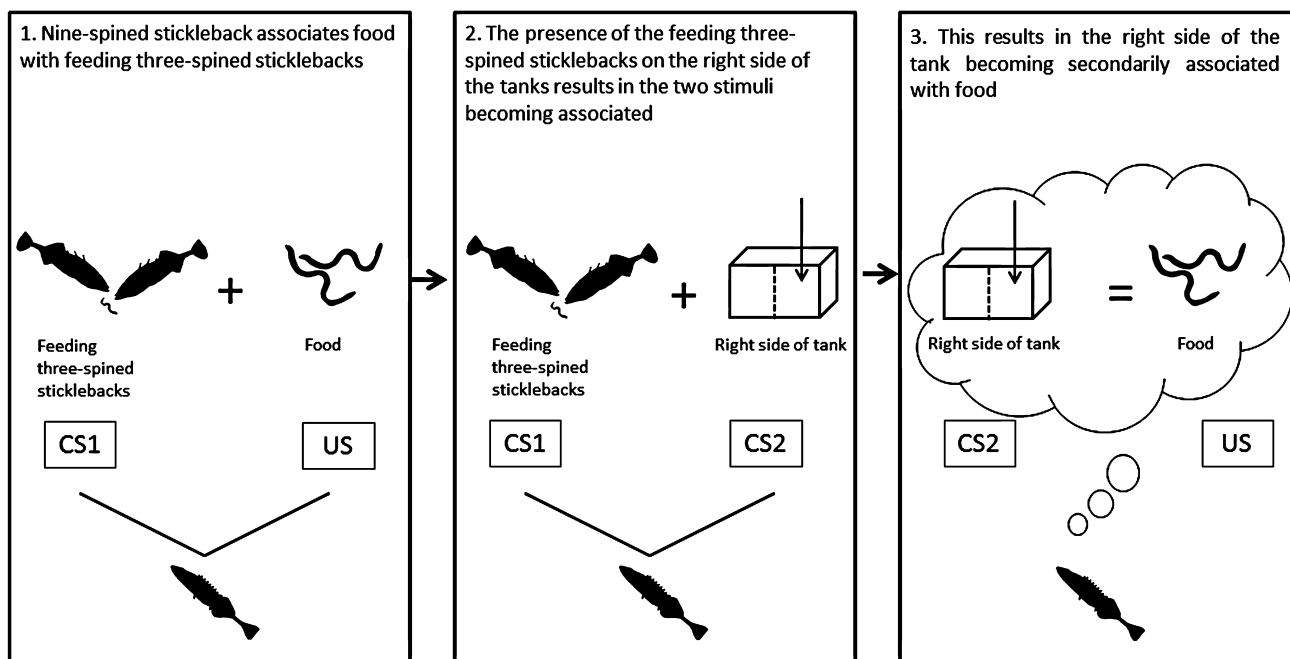 1. Nine-spined stickleback associates food
with feeding three-spined sticklebacks
Feeding
three-spined
sticklebacks
+
Food
CS1
US
2. The presence of the feeding three-
spined sticklebacks on the right side of
the tanks results in the two stimuli
becoming associated
Feeding
three-spined
sticklebacks
+
Right side of tank
CS1
CS2
3. This results in the right side of the
tank becoming secondarily associated
with food
Right side of tank
=
Food
CS2
US